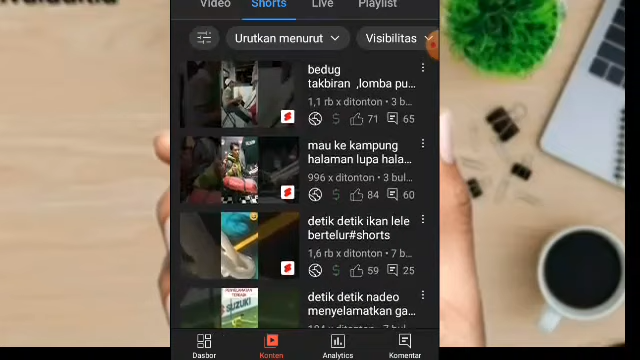 Video Shorts Live Playlist
Urutkan menurut Visibilitas
bedug
takbiran ,lomba pu...
1,1 rb x ditonton • 3 b...
71 65
mau ke kampung
halaman lupa hala...
996 x ditonton • 3 bul...
84 60
detik detik ikan lele
bertelur#shorts
1,6 rb x ditonton • 7 b...
59 25
detik detik nadeo
menyelamatkan ga...
SUZUKI
Dasbor Konten Analytics Komentar